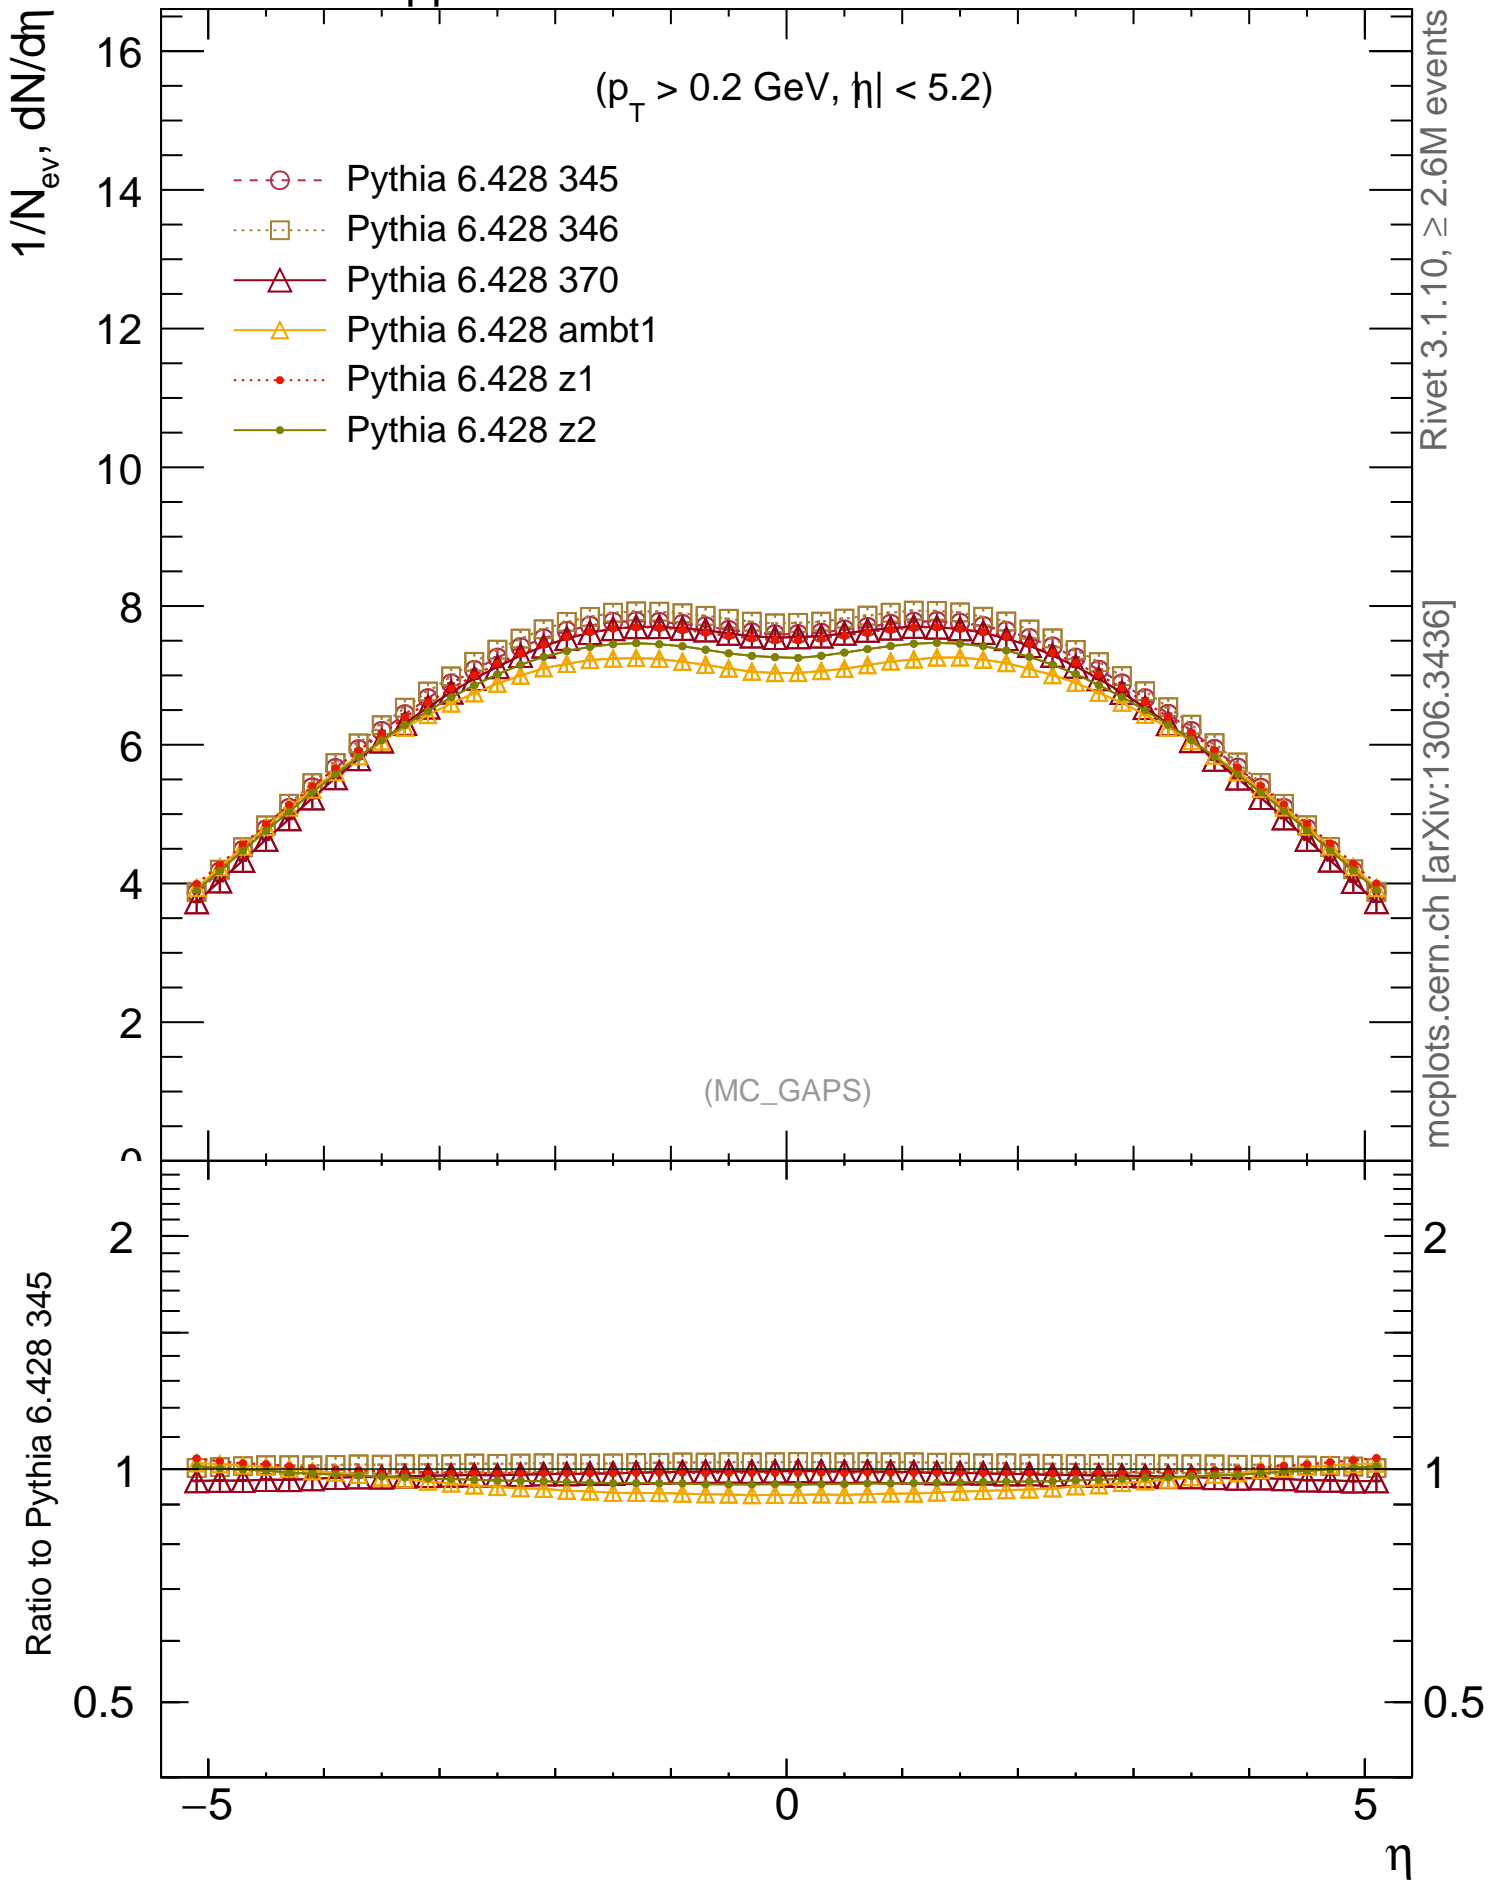 1/N_ev, dN/dη
(p_T > 0.2 GeV, |η| < 5.2)
Pythia 6.428 345
Pythia 6.428 346
Pythia 6.428 370
Pythia 6.428 ambt1
Pythia 6.428 z1
Pythia 6.428 z2
16
14
12
10
8
6
4
2
0
(MC_GAPS)
Rivet 3.1.10, ≥ 2.6M events
mcplots.cern.ch [arXiv:1306.3436]
Ratio to Pythia 6.428 345
2
1
0.5
2
1
0.5
−5
0
5
η